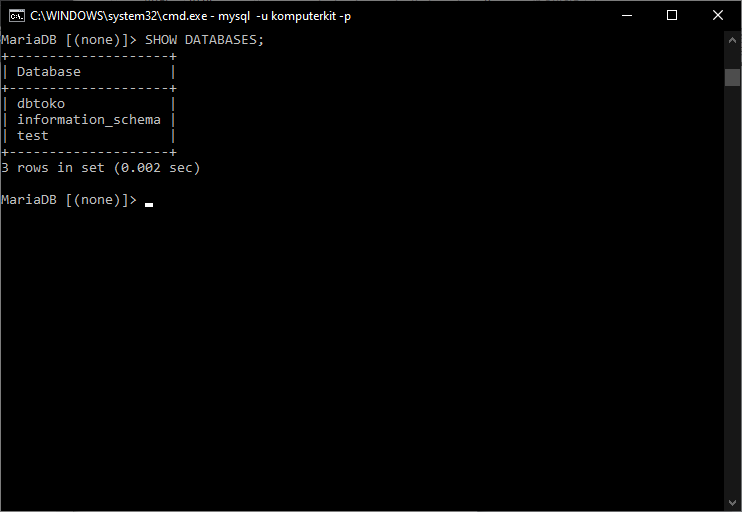 C:\WINDOWS\system32\cmd.exe - mysql  -u komputerkit -p
MariaDB [(none)]> SHOW DATABASES;
+--------------------+
| Database           |
+--------------------+
| dbtoko             |
| information_schema |
| test               |
+--------------------+
3 rows in set (0.002 sec)
MariaDB [(none)]>